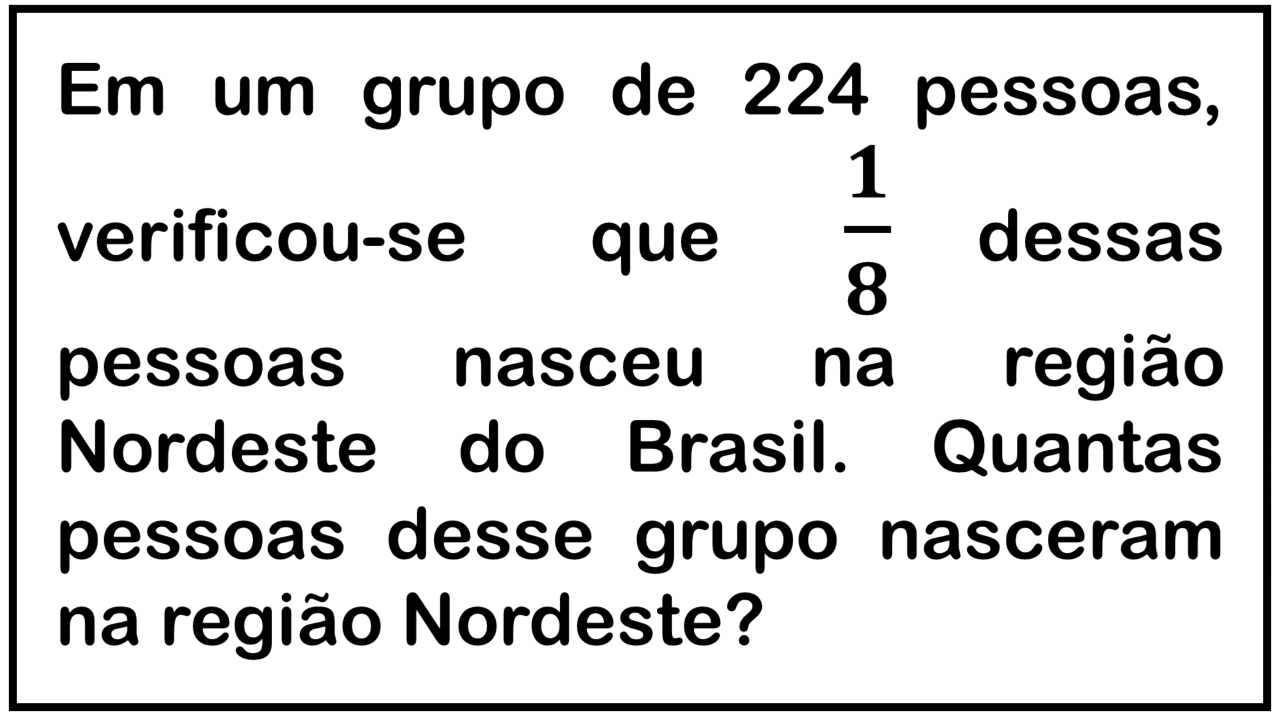 Em um grupo de 224 pessoas,
verificou-se que 1/8 dessas
pessoas nasceu na região
Nordeste do Brasil. Quantas
pessoas desse grupo nasceram
na região Nordeste?